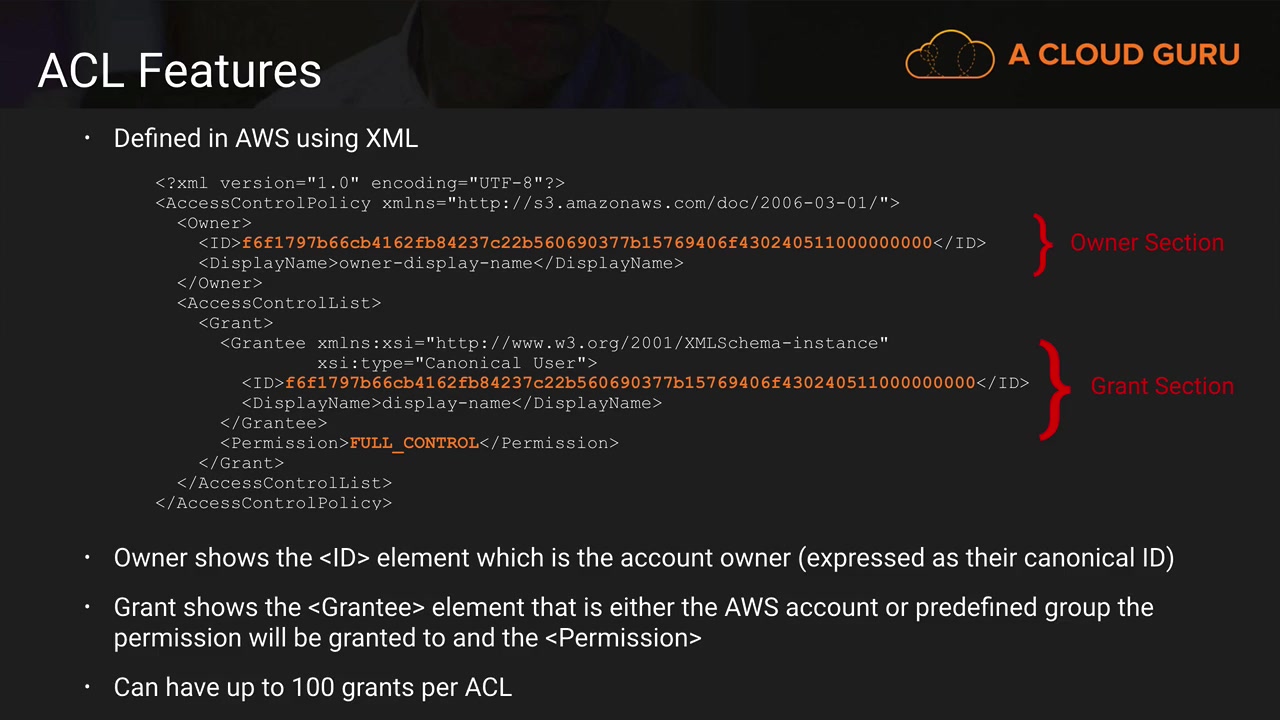 ACL Features
A CLOUD GURU
· Defined in AWS using XML
<?xml version="1.0" encoding="UTF-8"?>
<AccessControlPolicy xmlns="http://s3.amazonaws.com/doc/2006-03-01/">
<Owner>
<ID>f6f1797b66cb4162fb84237c22b560690377b15769406f430240511000000000</ID>
<DisplayName>owner-display-name</DisplayName>
</Owner>
Owner Section
<AccessControlList>
<Grant>
<Grantee xmlns:xsi="http://www.w3.org/2001/XMLSchema-instance"
xsi:type="Canonical User">
<ID>f6f1797b66cb4162fb84237c22b560690377b15769406f430240511000000000</ID>
<DisplayName>display-name</DisplayName>
</Grantee>
<Permission>FULL_CONTROL</Permission>
Grant Section
</Grant>
</AccessControlList>
</AccessControlPolicy>
· Owner shows the <ID> element which is the account owner (expressed as their canonical ID)
· Grant shows the <Grantee> element that is either the AWS account or predefined group the
permission will be granted to and the <Permission>
· Can have up to 100 grants per ACL